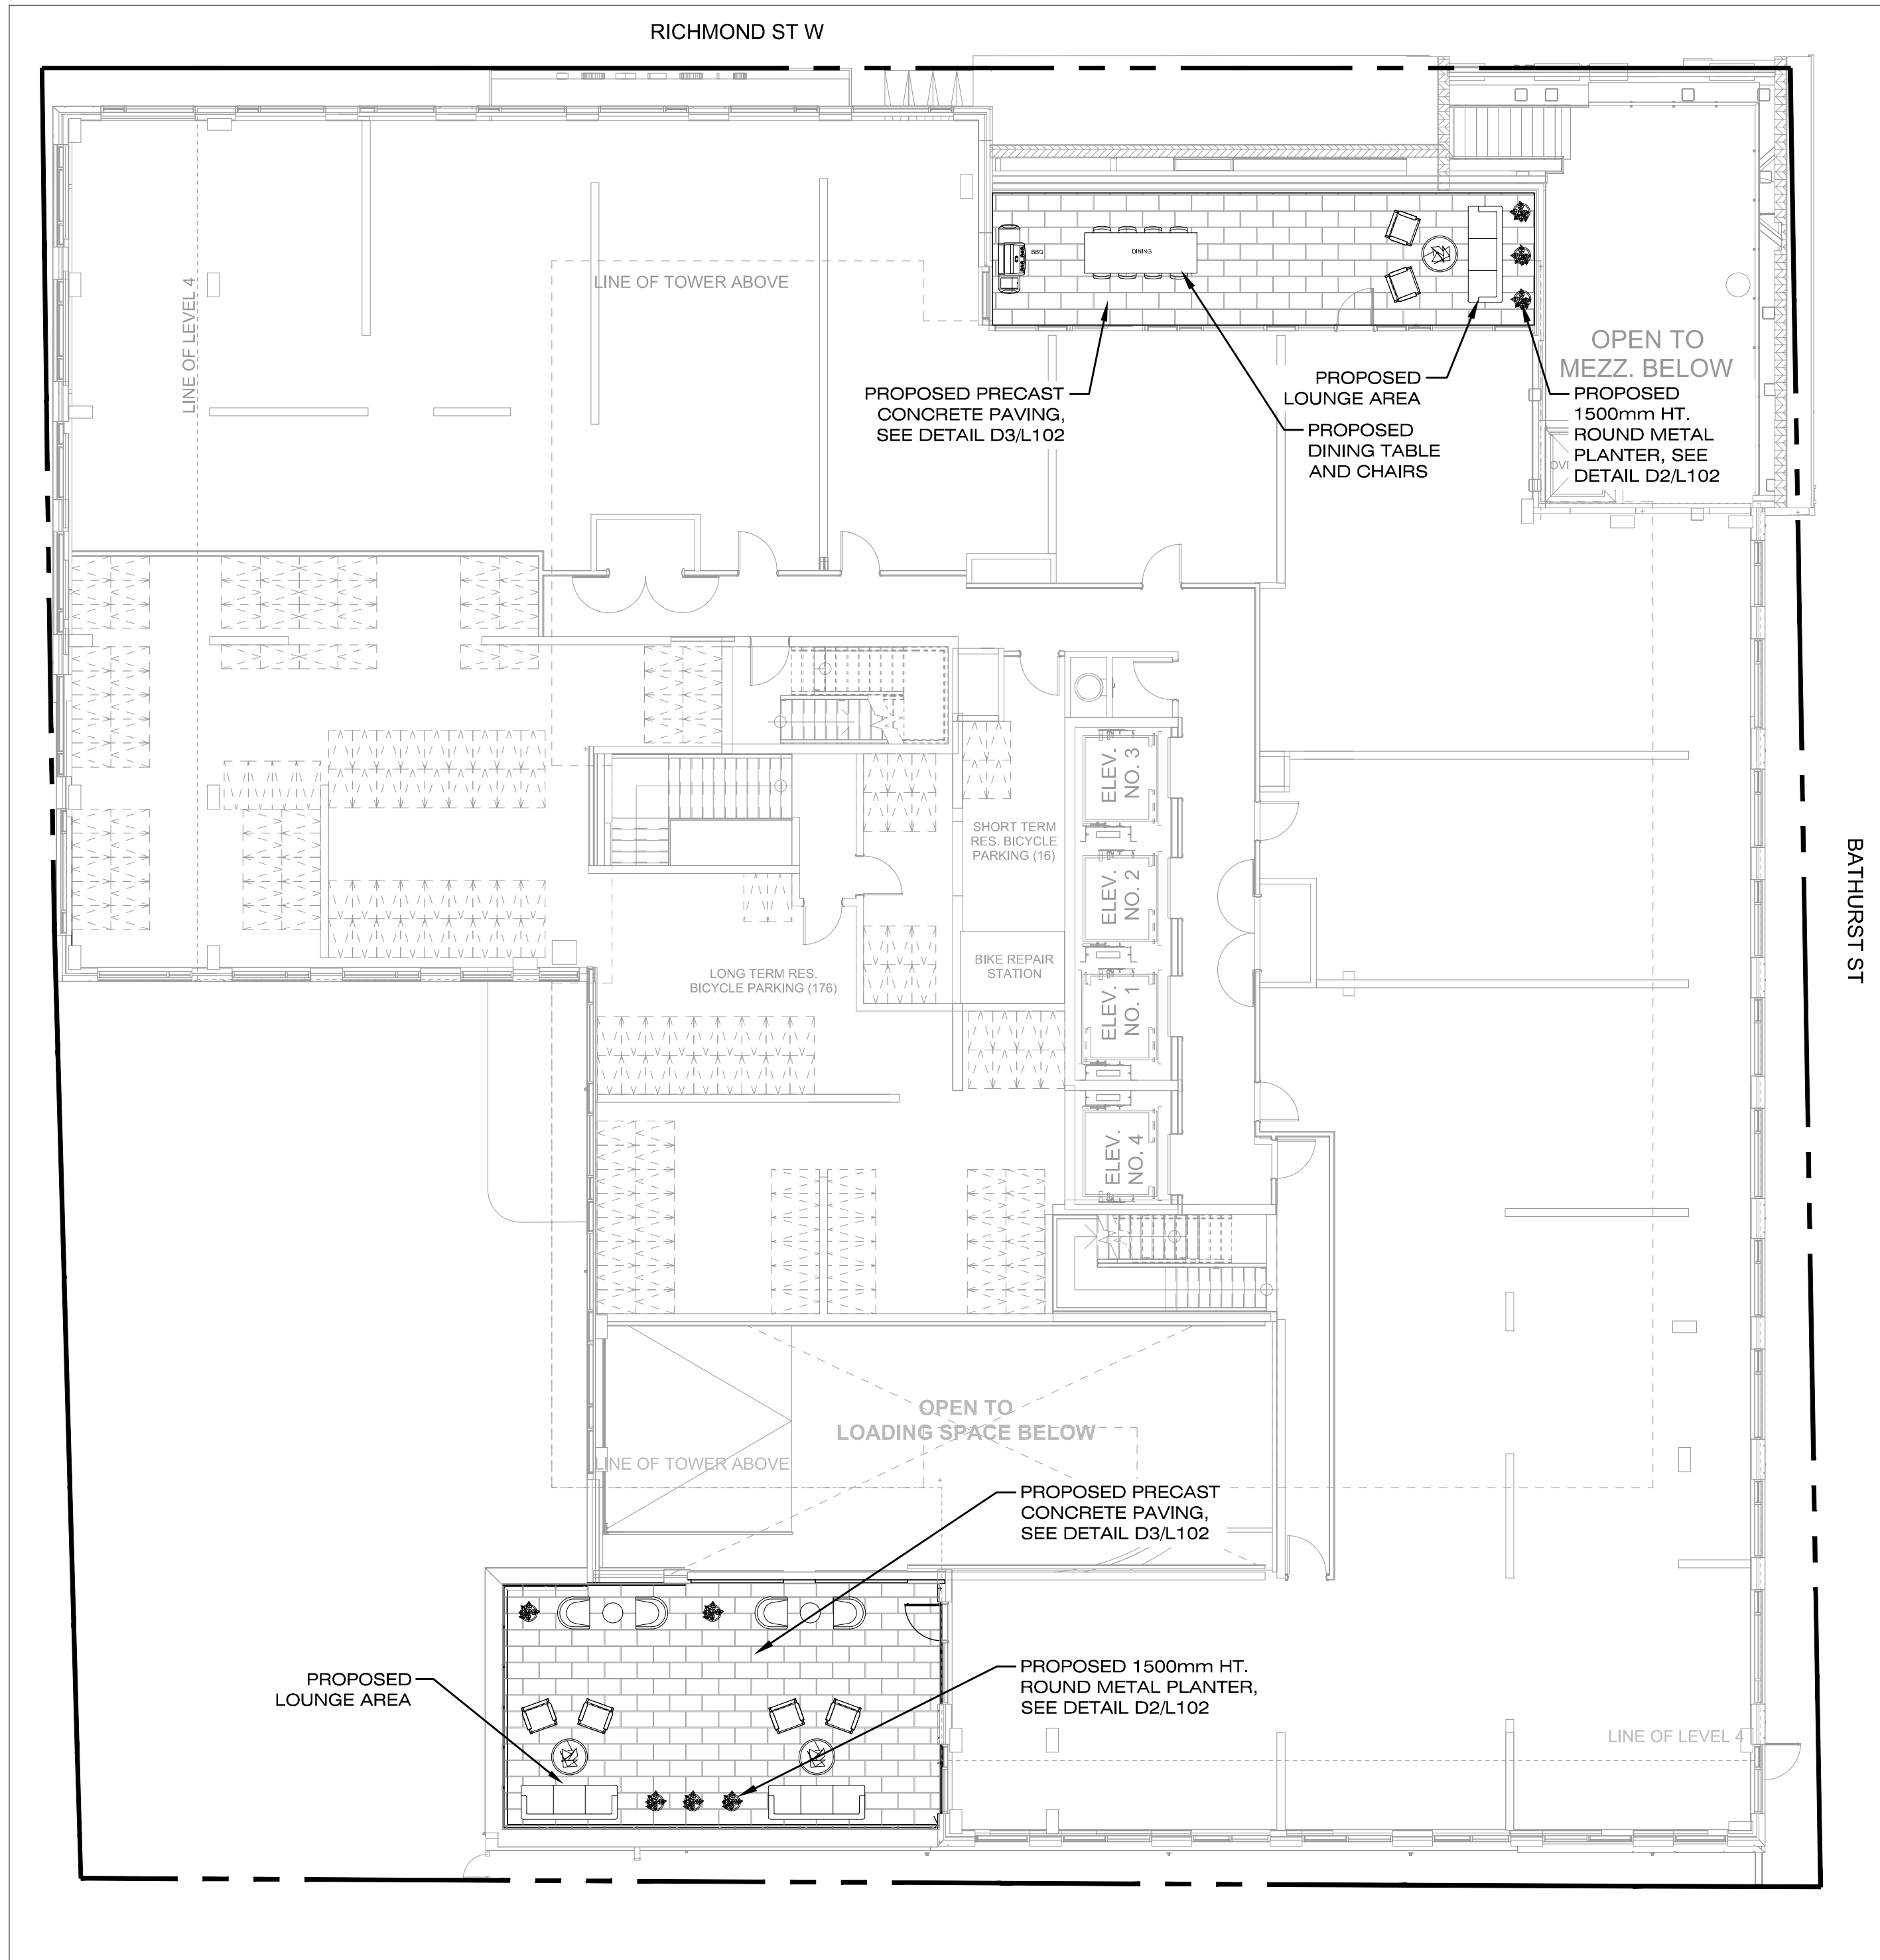 RICHMOND ST W
LINE OF LEVEL 4
LINE OF TOWER ABOVE
BBQ
DINING
OPEN TO
MEZZ. BELOW
PROPOSED PRECAST
CONCRETE PAVING,
SEE DETAIL D3/L102
PROPOSED
LOUNGE AREA
PROPOSED
DINING TABLE
AND CHAIRS
PROPOSED
1500mm HT.
ROUND METAL
PLANTER, SEE
DETAIL D2/L102
ELEV.
NO. 3
SHORT TERM
RES. BICYCLE
PARKING (16)
ELEV.
NO. 2
BATHURST ST
BIKE REPAIR
STATION
LONG TERM RES.
BICYCLE PARKING (176)
ELEV.
NO. 1
ELEV.
NO. 4
OPEN TO
LOADING SPACE BELOW
LINE OF TOWER ABOVE
PROPOSED PRECAST
CONCRETE PAVING,
SEE DETAIL D3/L102
PROPOSED
LOUNGE AREA
PROPOSED 1500mm HT.
ROUND METAL PLANTER,
SEE DETAIL D2/L102
LINE OF LEVEL 4